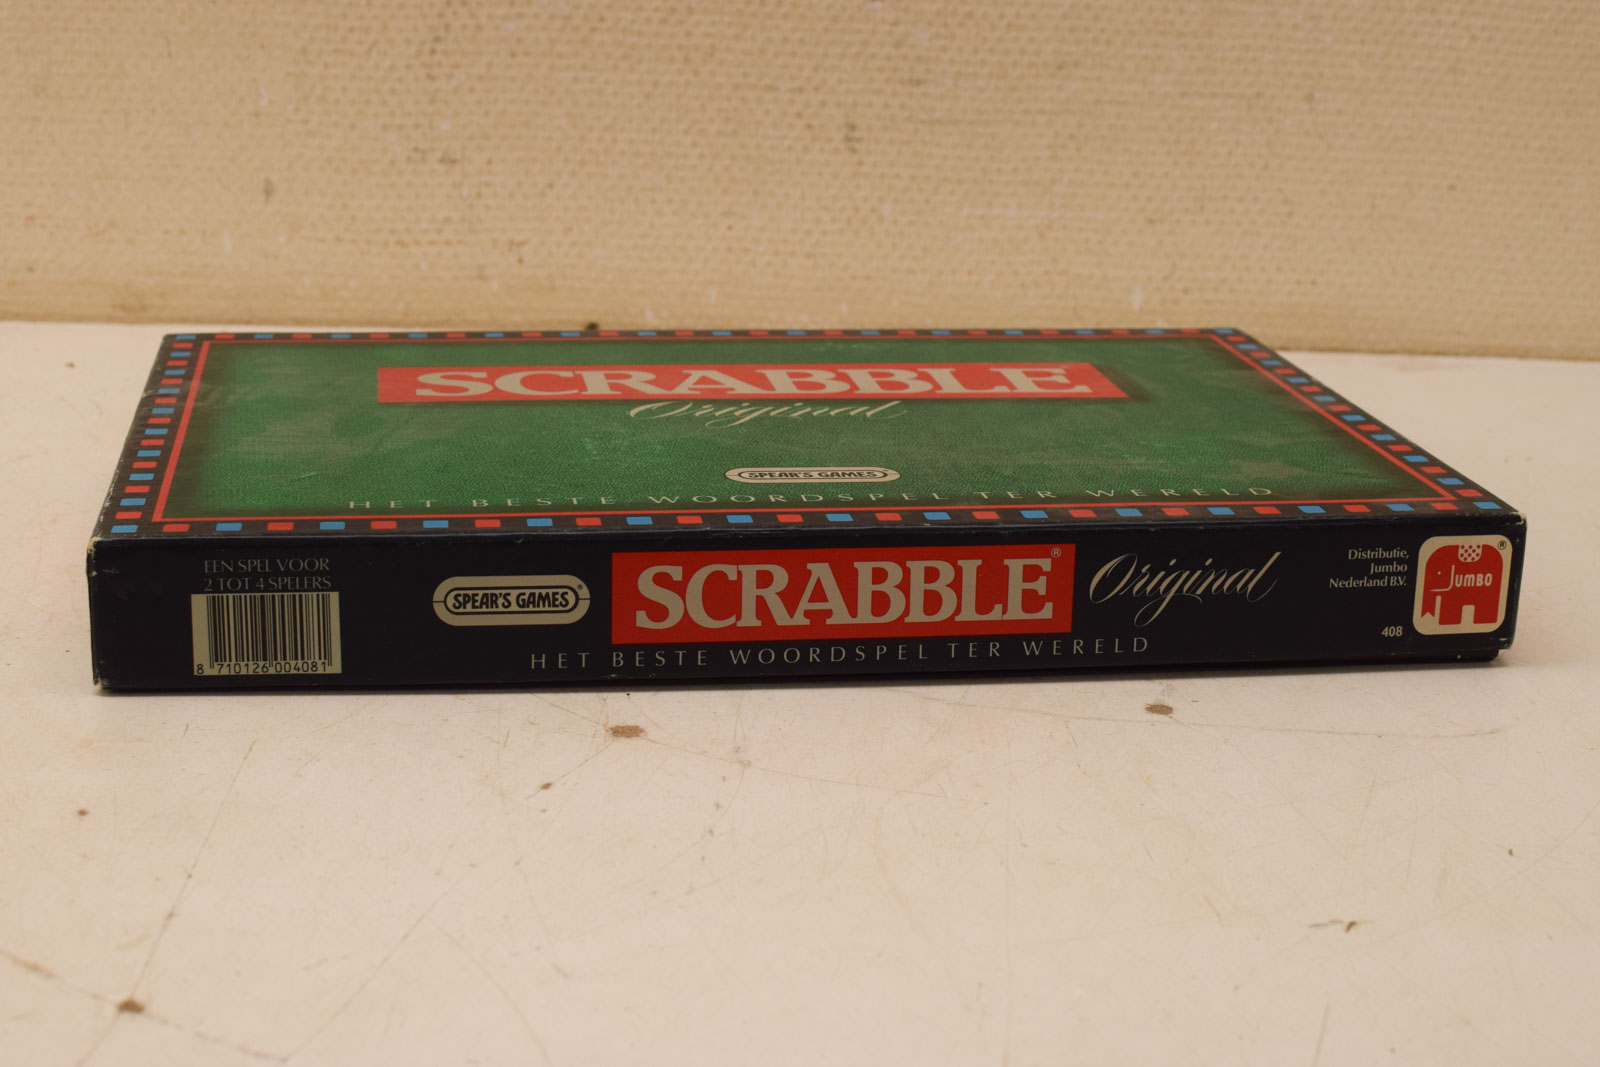 SCRABBLE
Original
SPEAR'S GAMES
HET BESTE WOORDSPEL TER WERELD
EEN SPEL VOOR
2 TOT 4 SPELERS
8 710126 004081
SPEAR'S GAMES®
SCRABBLE®
Original
HET BESTE WOORDSPEL TER WERELD
Distributie,
Jumbo
Nederland B.V.
408
JUMBO®